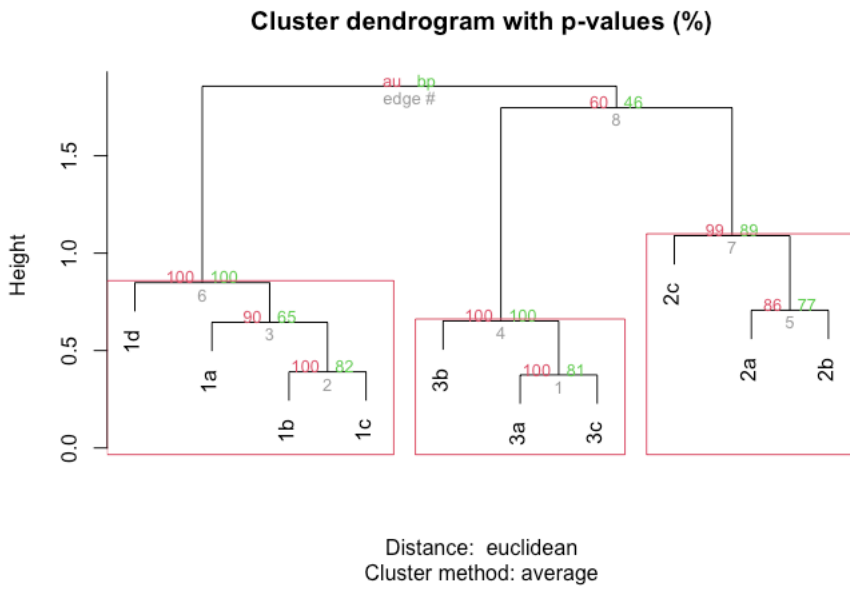 Cluster dendrogram with p-values (%)
au bp
edge #
60 46
8
1.5
99 89
7
1.0
100 100
6
2c
86 77
5
1d
90 65
3
100 100
4
0.5
1a
100 82
2
3b
100 81
1
2a
2b
1b
1c
3a
3c
0.0
Height
Distance: euclidean
Cluster method: average